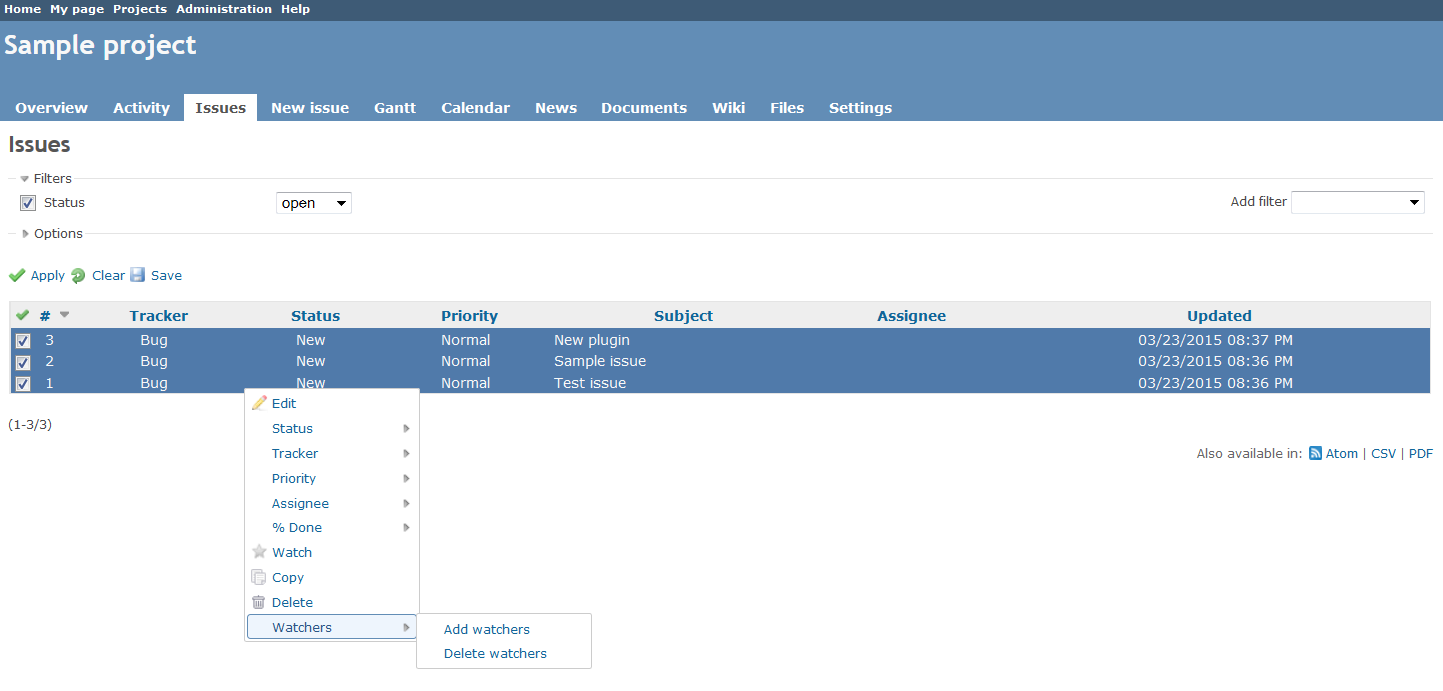 Home My page Projects Administration Help
Sample project
Overview Activity Issues New issue Gantt Calendar News Documents Wiki Files Settings
Issues
Filters
Status open Add filter
Options
Apply Clear Save
# Tracker Status Priority Subject Assignee Updated
3 Bug New Normal New plugin 03/23/2015 08:37 PM
2 Bug New Normal Sample issue 03/23/2015 08:36 PM
1 Bug New Normal Test issue 03/23/2015 08:36 PM
(1-3/3)
Also available in: Atom | CSV | PDF
Edit
Status
Tracker
Priority
Assignee
% Done
Watch
Copy
Delete
Watchers
Add watchers
Delete watchers